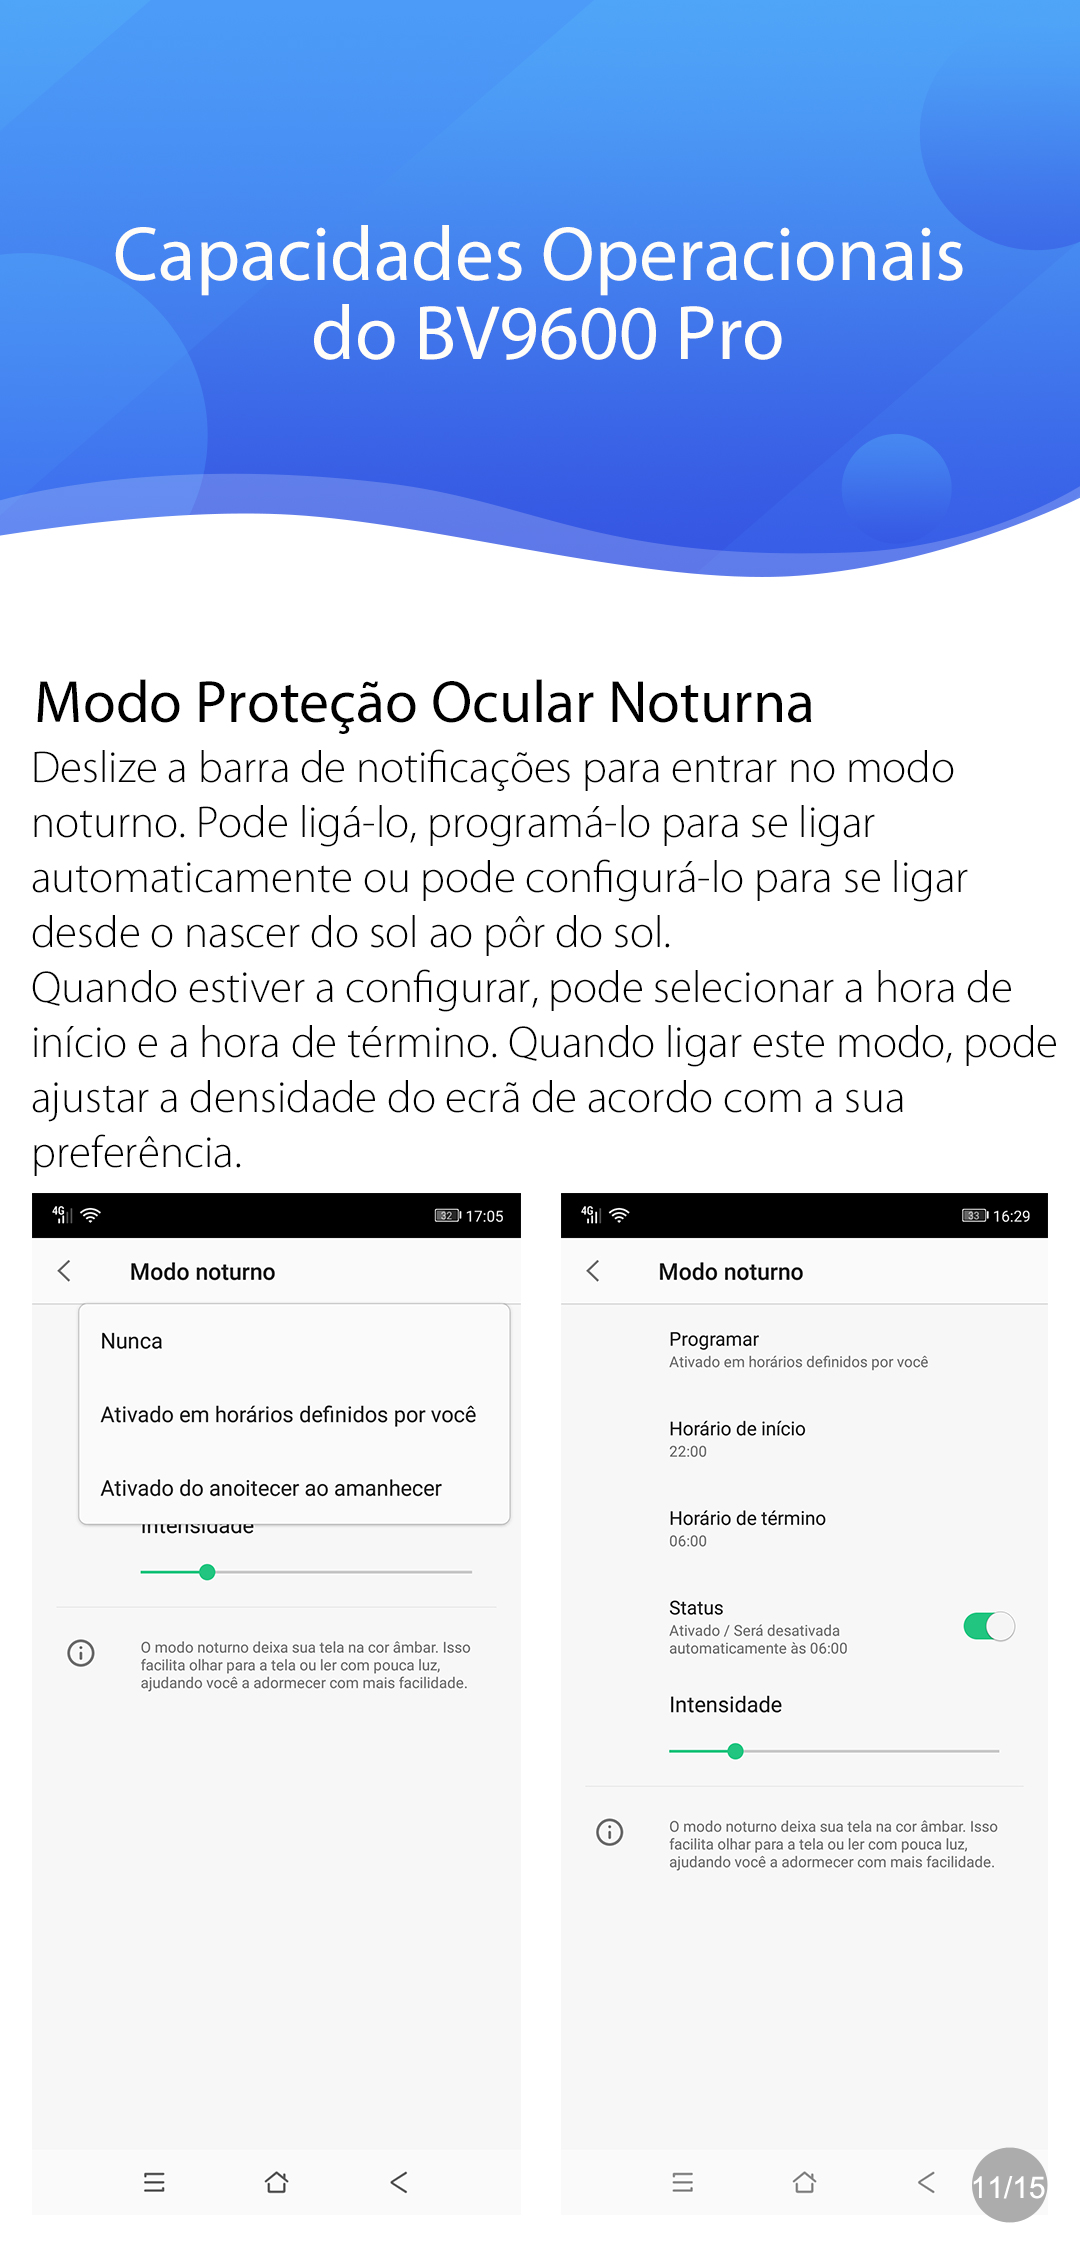 Capacidades Operacionais
do BV9600 Pro
Modo Proteção Ocular Noturna
Deslize a barra de notificações para entrar no modo
noturno. Pode ligá-lo, programá-lo para se ligar
automaticamente ou pode configurá-lo para se ligar
desde o nascer do sol ao pôr do sol.
Quando estiver a configurar, pode selecionar a hora de
início e a hora de término. Quando ligar este modo, pode
ajustar a densidade do ecrã de acordo com a sua
preferência.
4G 32 17:05
Modo noturno
Nunca
Ativado em horários definidos por você
Ativado do anoitecer ao amanhecer
Intensidade
O modo noturno deixa sua tela na cor âmbar. Isso
facilita olhar para a tela ou ler com pouca luz,
ajudando você a adormecer com mais facilidade.
4G 33 16:29
Modo noturno
Programar
Ativado em horários definidos por você
Horário de início
22:00
Horário de término
06:00
Status
Ativado / Será desativada
automaticamente às 06:00
Intensidade
O modo noturno deixa sua tela na cor âmbar. Isso
facilita olhar para a tela ou ler com pouca luz,
ajudando você a adormecer com mais facilidade.
11/15